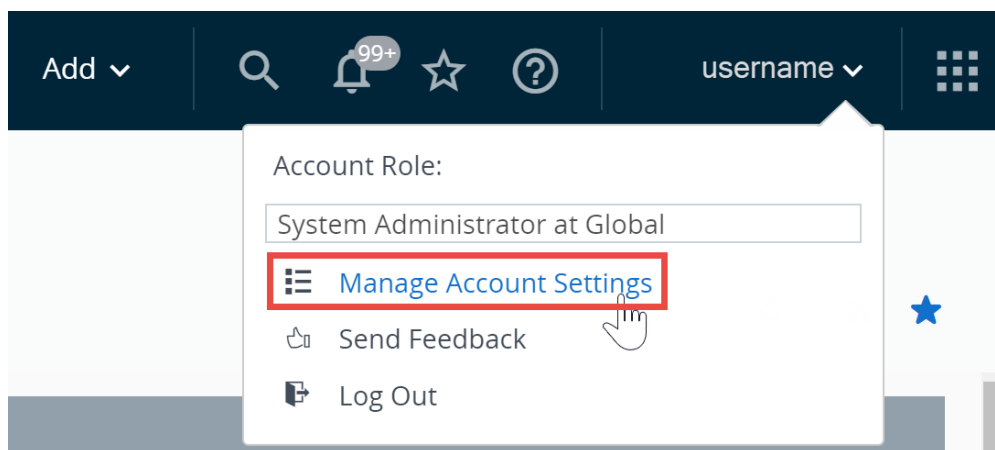 Add
99+
username
Account Role:
System Administrator at Global
Manage Account Settings
Send Feedback
Log Out